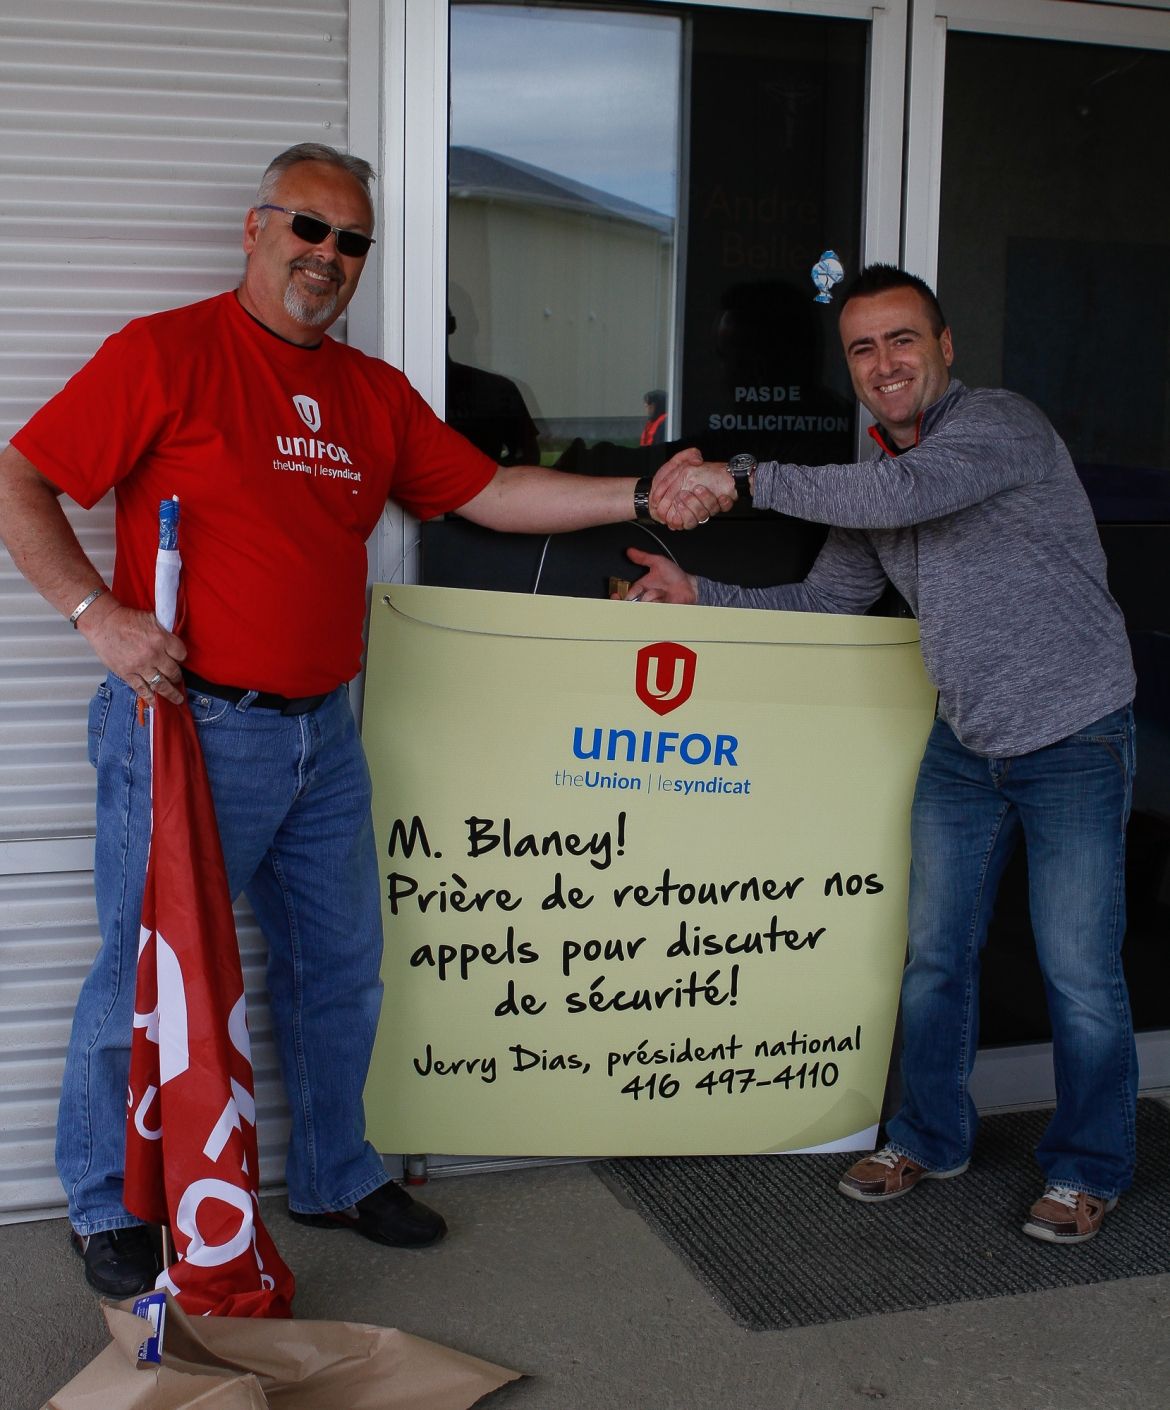 André
PAS DE
SOLLICITATION
UNIFOR
theUnion | lesyndicat
UNIFOR
theUnion | lesyndicat
M. Blaney!
Prière de retourner nos
appels pour discuter
de sécurité!
Jerry Dias, président national
416 497-4110